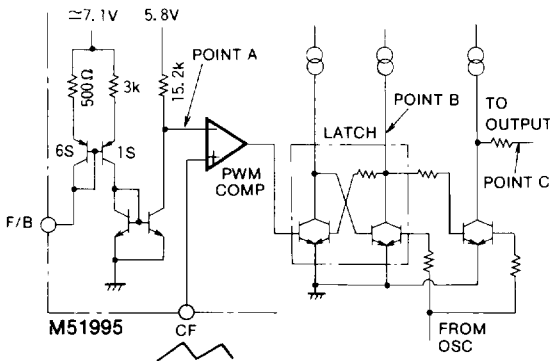 ≃7.1V
5.8V
500Ω
3k
15.2k
POINT A
6S
1S
F/B
PWM
COMP
LATCH
POINT B
TO
OUTPUT
POINT C
M51995
CF
FROM
OSC